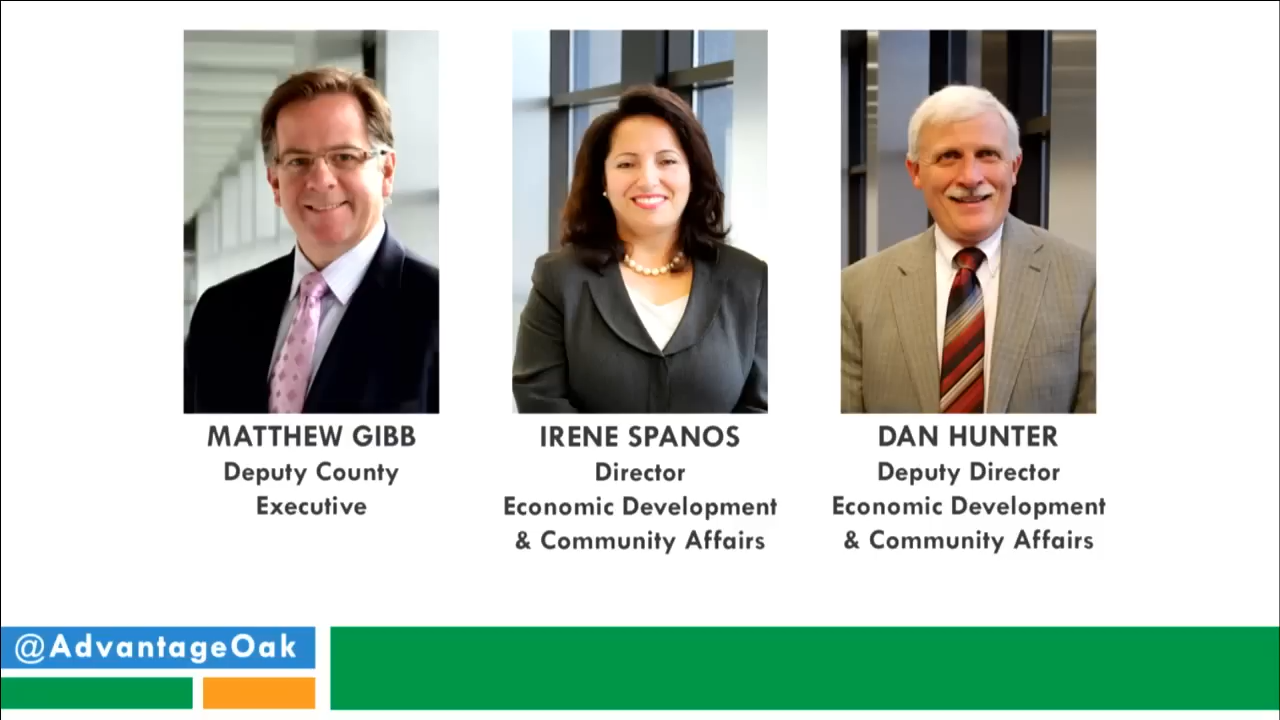 MATTHEW GIBB
Deputy County
Executive
IRENE SPANOS
Director
Economic Development
& Community Affairs
DAN HUNTER
Deputy Director
Economic Development
& Community Affairs
@AdvantageOak